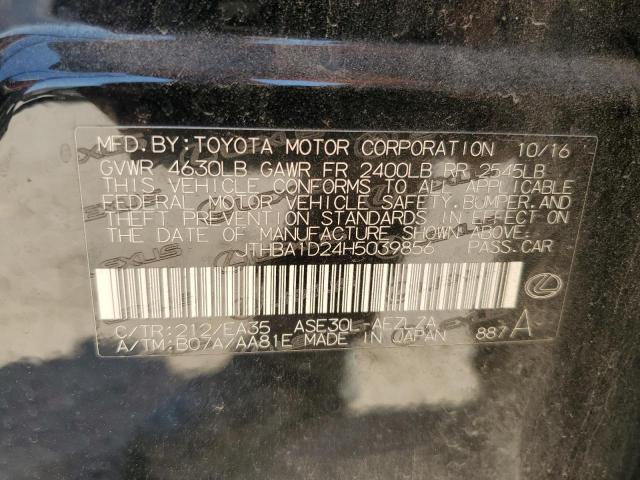 MFD.BY:TOYOTA MOTOR CORPORATION 10/16
GVWR 4630LB GAWR FR 2400LB RR 2545LB
THIS VEHICLE CONFORMS TO ALL APPLICABLE
FEDERAL MOTOR VEHICLE SAFETY,BUMPER,AND
THEFT PREVENTION STANDARDS IN EFFECT ON
THE DATE OF MANUFACTURE SHOWN ABOVE.
JTHBA1D24H5039856 PASS.CAR
C/TR:212/EA35 ASE30L-AEZLZA
A/TM:B07A/AA81E MADE IN JAPAN 887A